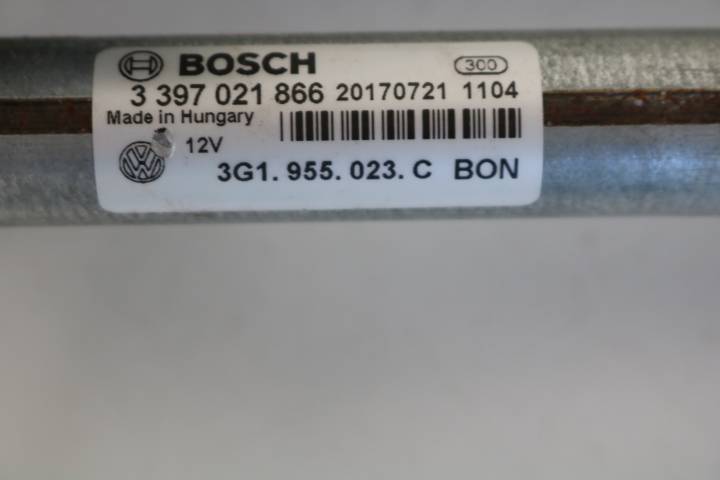 BOSCH 300
3 397 021 866 20170721 1104
Made in Hungary
12V
3G1. 955. 023. C BON